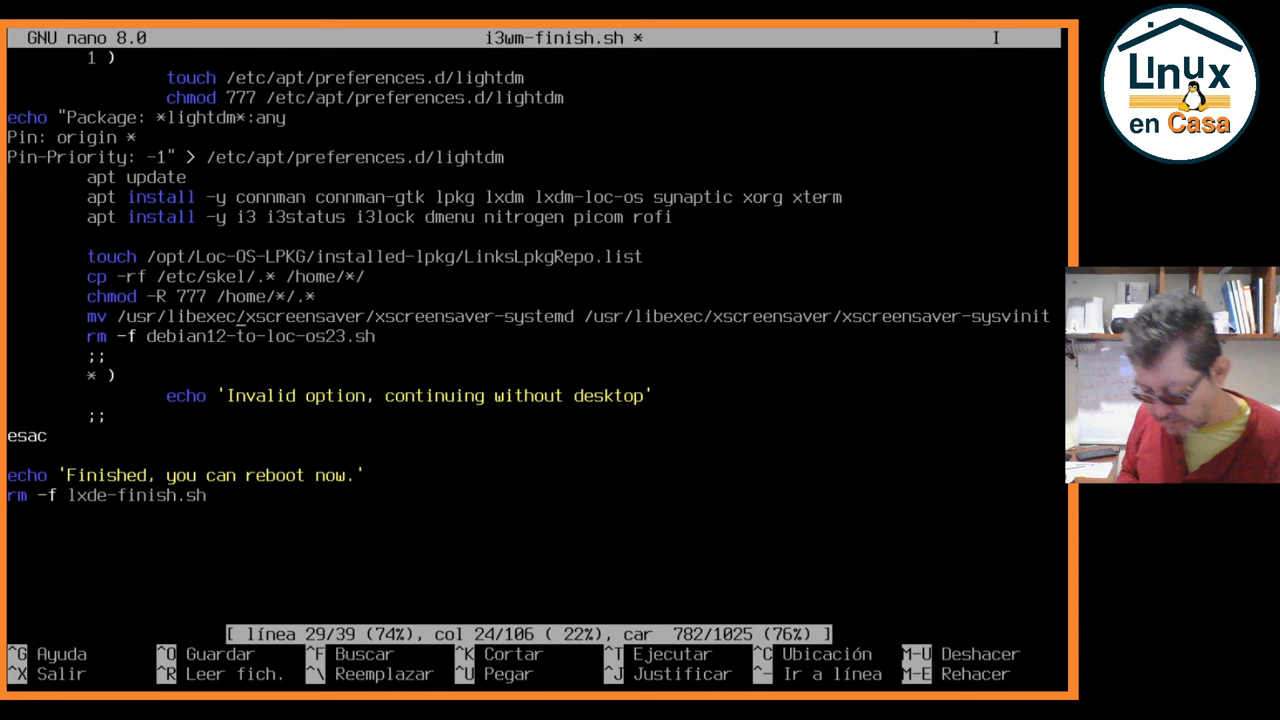 GNU nano 8.0 i3wm-finish.sh * I
1 )
touch /etc/apt/preferences.d/lightdm
chmod 777 /etc/apt/preferences.d/lightdm
echo "Package: *lightdm*:any
Pin: origin *
Pin-Priority: -1" > /etc/apt/preferences.d/lightdm
apt update
apt install -y connman connman-gtk lpkg lxdm lxdm-loc-os synaptic xorg xterm
apt install -y i3 i3status i3lock dmenu nitrogen picom rofi
touch /opt/Loc-OS-LPKG/installed-lpkg/LinksLpkgRepo.list
cp -rf /etc/skel/.* /home/*/
chmod -R 777 /home/*/.*
mv /usr/libexec/xscreensaver/xscreensaver-systemd /usr/libexec/xscreensaver/xscreensaver-sysvinit
rm -f debian12-to-loc-os23.sh
;;
* )
echo 'Invalid option, continuing without desktop'
;;
esac
echo 'Finished, you can reboot now.'
rm -f lxde-finish.sh
[ línea 29/39 (74%), col 24/106 ( 22%), car 782/1025 (76%) ]
^G Ayuda ^O Guardar ^F Buscar ^K Cortar ^T Ejecutar ^C Ubicación M-U Deshacer
^X Salir ^R Leer fich. ^\ Reemplazar ^U Pegar ^J Justificar ^- Ir a línea M-E Rehacer
Linux
en Casa